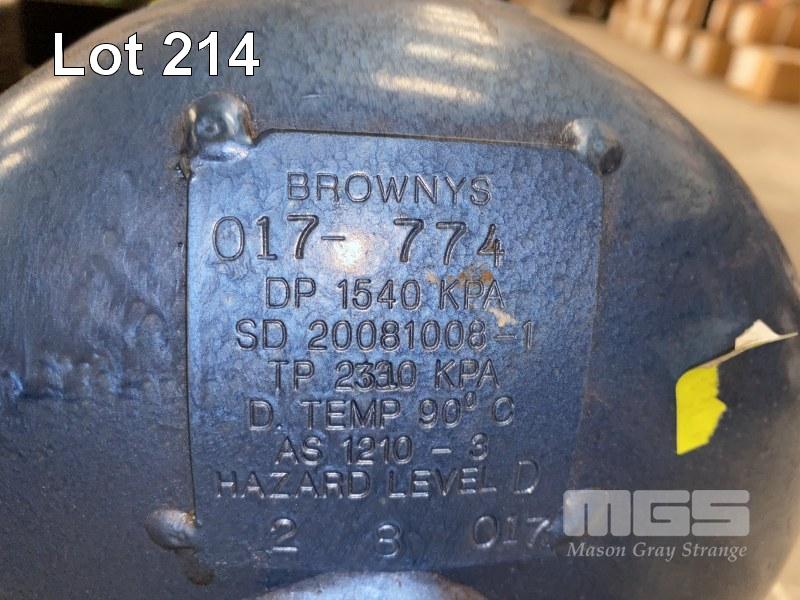 Lot 214
BROWNYS
017- 774
DP 1540 KPA
SD 20081008-1
TP 2310 KPA
D. TEMP 90° C
AS 1210 - 3
HAZARD LEVEL D
2 8 017
MGS
Mason Gray Strange